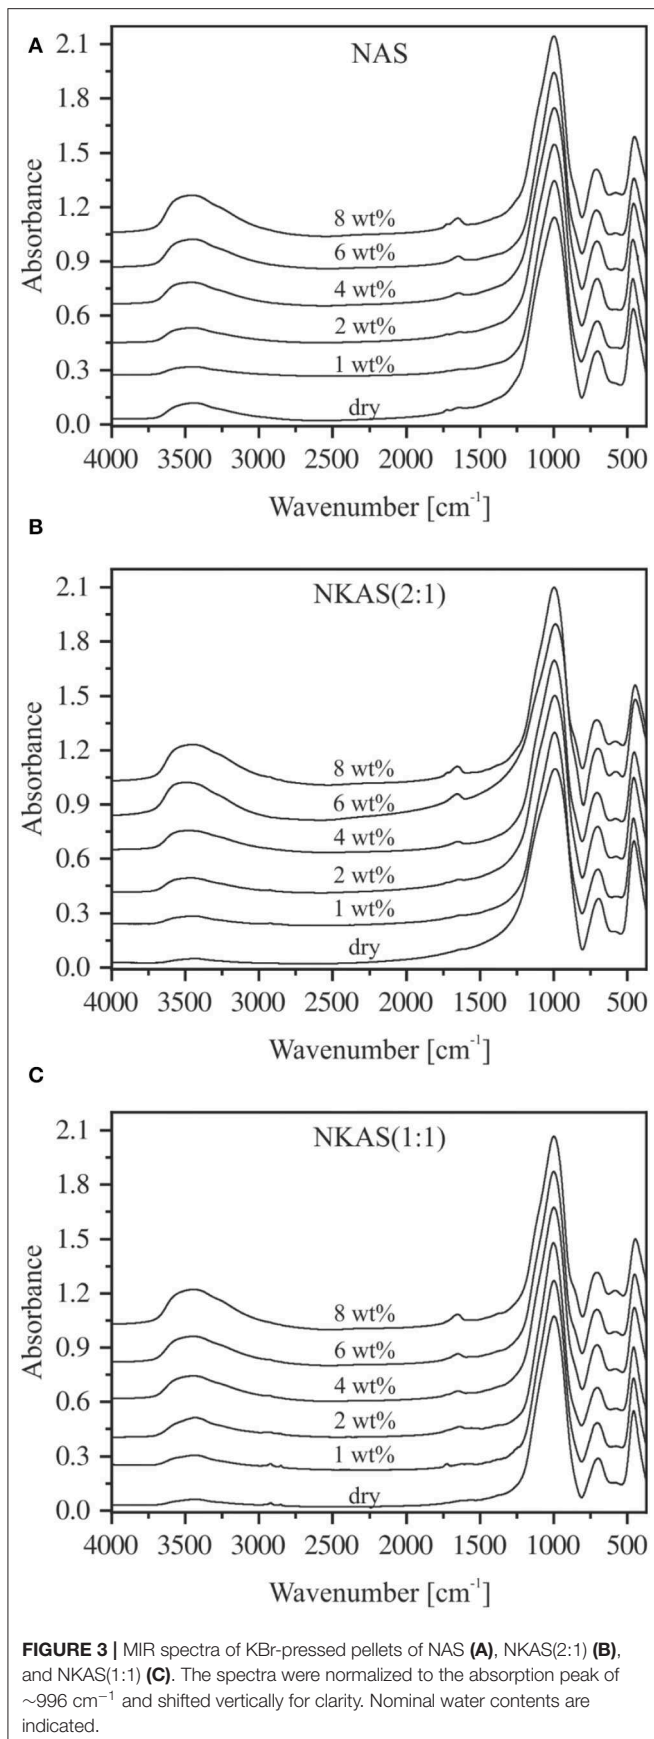 A
NAS
2.1
1.8
1.5
1.2
0.9
0.6
0.3
0.0
Absorbance
8 wt%
6 wt%
4 wt%
2 wt%
1 wt%
dry
4000 3500 3000 2500 2000 1500 1000 500
Wavenumber [cm⁻¹]
B
NKAS(2:1)
2.1
1.8
1.5
1.2
0.9
0.6
0.3
0.0
Absorbance
8 wt%
6 wt%
4 wt%
2 wt%
1 wt%
dry
4000 3500 3000 2500 2000 1500 1000 500
Wavenumber [cm⁻¹]
C
NKAS(1:1)
2.1
1.8
1.5
1.2
0.9
0.6
0.3
0.0
Absorbance
8 wt%
6 wt%
4 wt%
2 wt%
1 wt%
dry
4000 3500 3000 2500 2000 1500 1000 500
Wavenumber [cm⁻¹]
FIGURE 3 | MIR spectra of KBr-pressed pellets of NAS (A), NKAS(2:1) (B),
and NKAS(1:1) (C). The spectra were normalized to the absorption peak of
~996 cm⁻¹ and shifted vertically for clarity. Nominal water contents are
indicated.